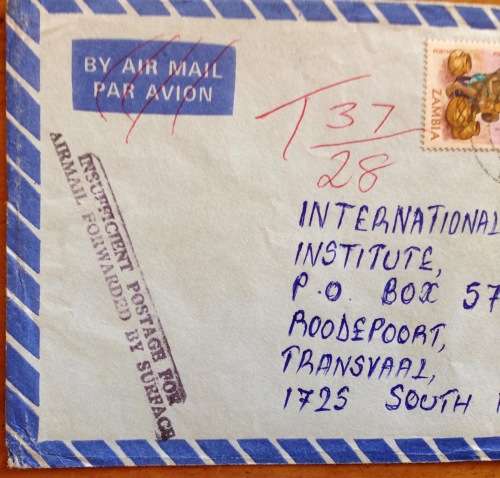 BY AIR MAIL
PAR AVION
T 37/28
ZAMBIA
INSUFFICIENT POSTAGE FOR
AIRMAIL FORWARDED BY SURFACE
INTERNATIONAL
INSTITUTE,
P.O. BOX 57
ROODEPOORT,
TRANSVAAL,
1725 SOUTH